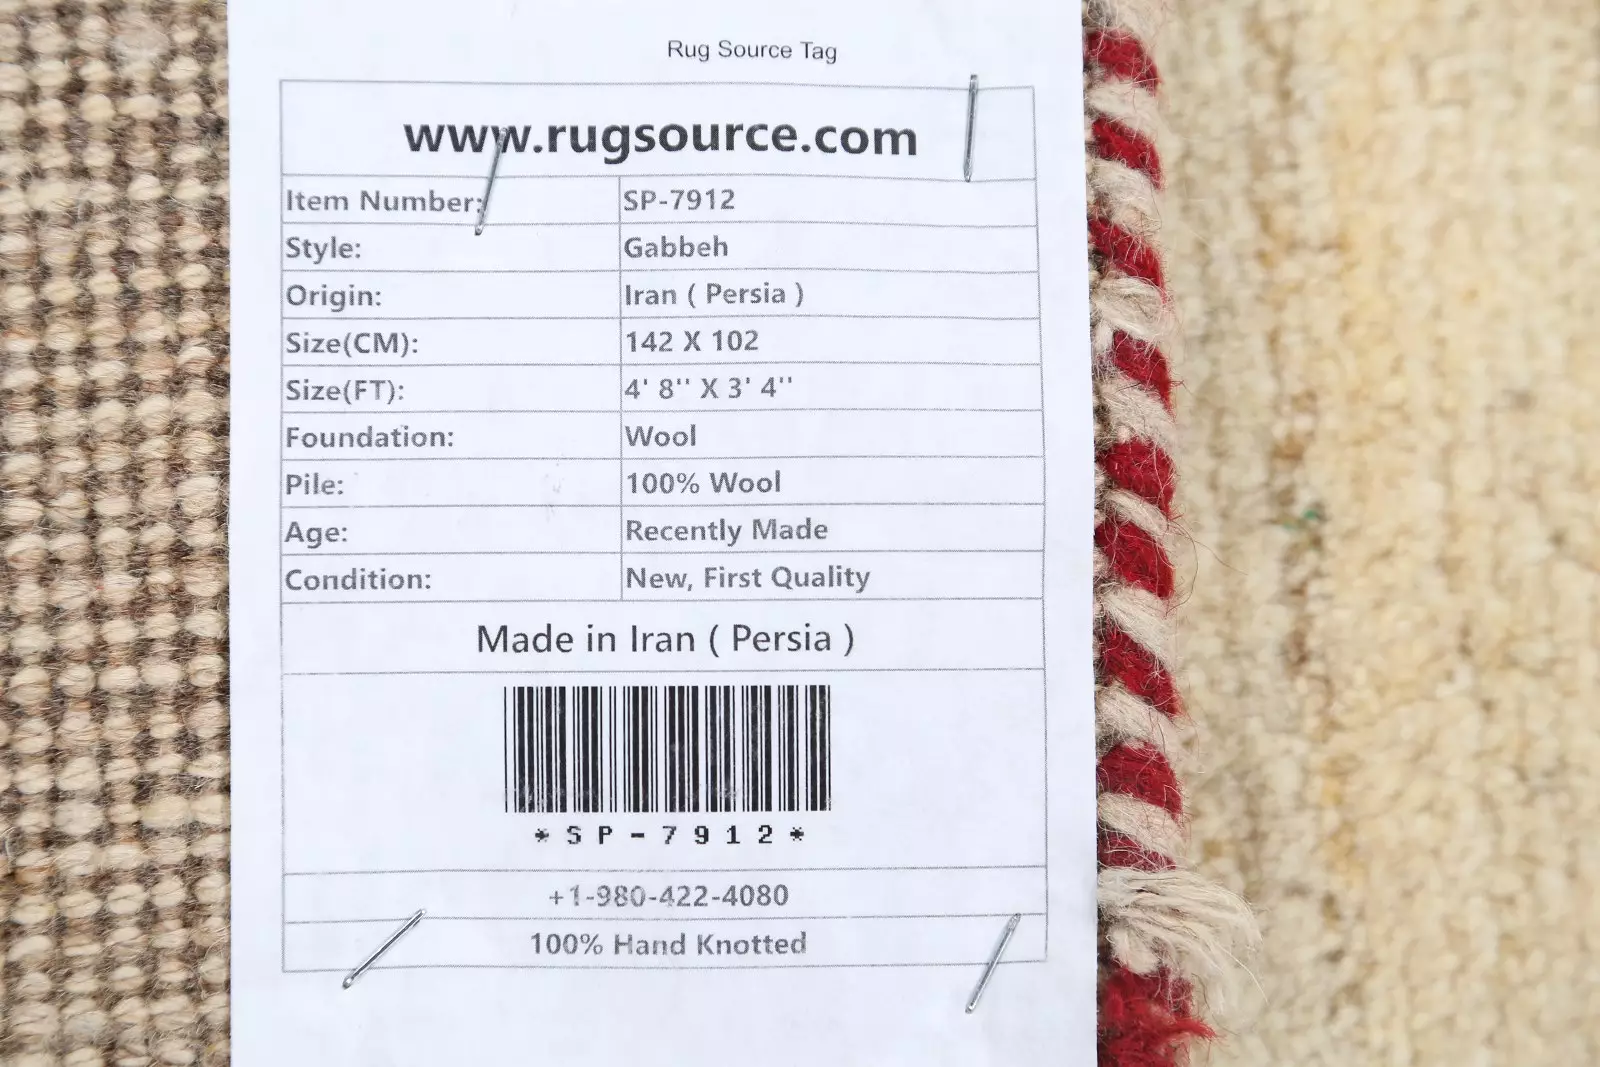 Rug Source Tag
www.rugsource.com
Item Number: SP-7912
Style: Gabbeh
Origin: Iran ( Persia )
Size(CM): 142 X 102
Size(FT): 4' 8'' X 3' 4''
Foundation: Wool
Pile: 100% Wool
Age: Recently Made
Condition: New, First Quality
Made in Iran ( Persia )
*SP-7912*
+1-980-422-4080
100% Hand Knotted